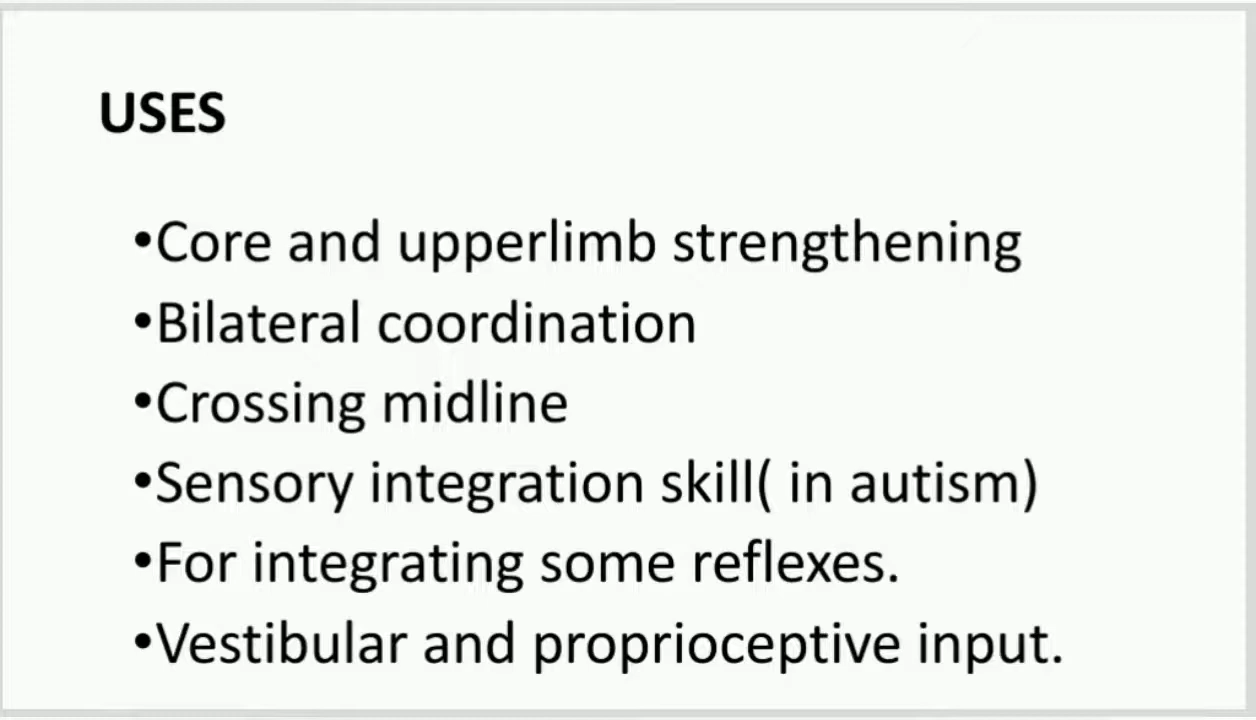 USES
•Core and upperlimb strengthening
•Bilateral coordination
•Crossing midline
•Sensory integration skill( in autism)
•For integrating some reflexes.
•Vestibular and proprioceptive input.